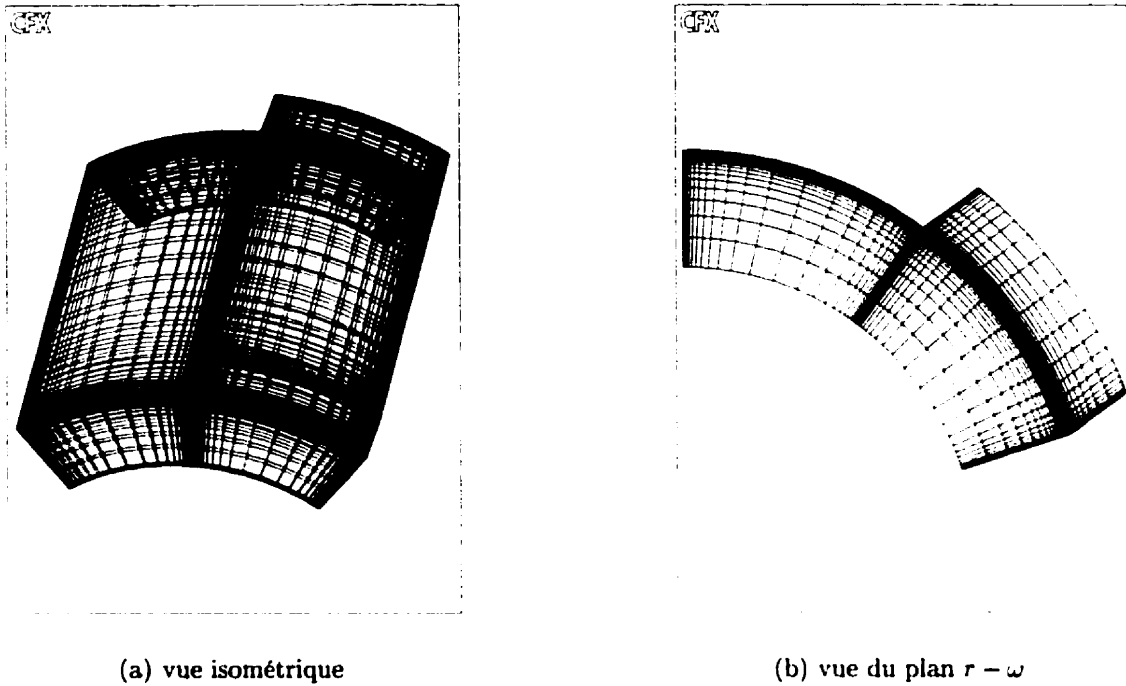 CFX
CFX
(a) vue isométrique
(b) vue du plan r − ω